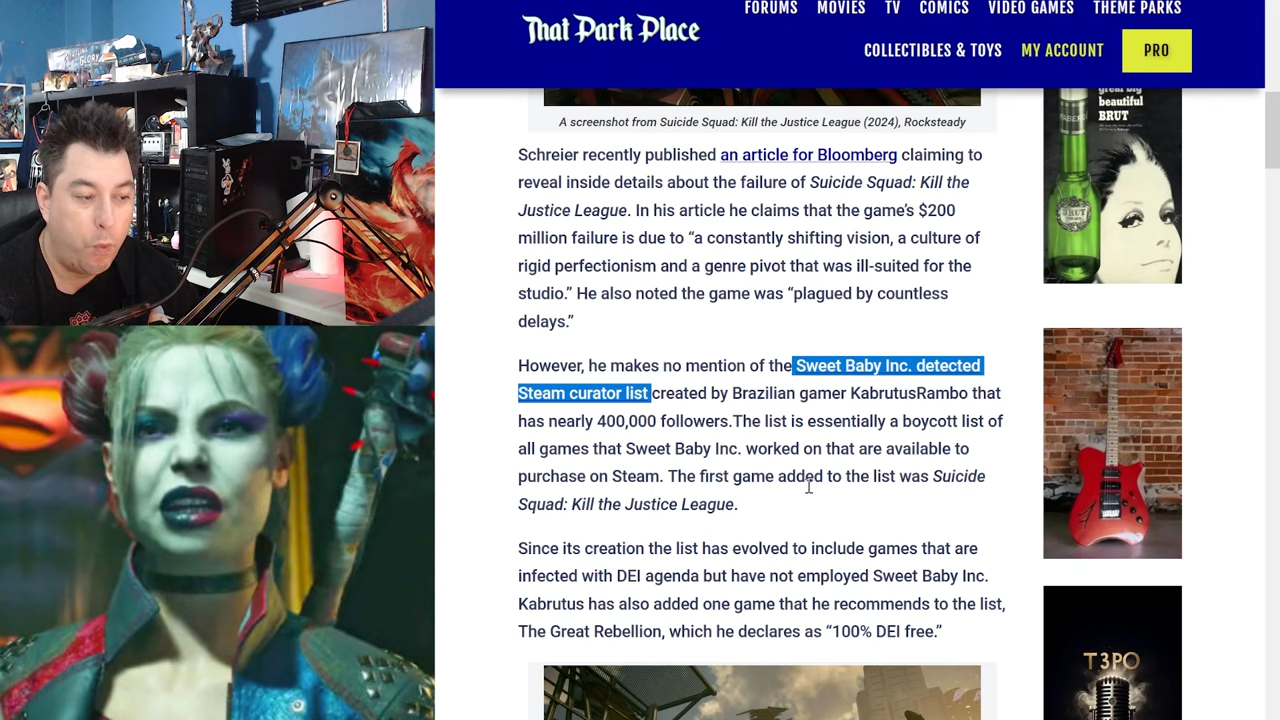 FORUMS MOVIES TV COMICS VIDEO GAMES THEME PARKS
That Park Place
COLLECTIBLES & TOYS MY ACCOUNT PRO
A screenshot from Suicide Squad: Kill the Justice League (2024), Rocksteady
Schreier recently published an article for Bloomberg claiming to
reveal inside details about the failure of Suicide Squad: Kill the
Justice League. In his article he claims that the game’s $200
million failure is due to “a constantly shifting vision, a culture of
rigid perfectionism and a genre pivot that was ill-suited for the
studio.” He also noted the game was “plagued by countless
delays.”
However, he makes no mention of the Sweet Baby Inc. detected
Steam curator list created by Brazilian gamer KabrutusRambo that
has nearly 400,000 followers.The list is essentially a boycott list of
all games that Sweet Baby Inc. worked on that are available to
purchase on Steam. The first game added to the list was Suicide
Squad: Kill the Justice League.
Since its creation the list has evolved to include games that are
infected with DEI agenda but have not employed Sweet Baby Inc.
Kabrutus has also added one game that he recommends to the list,
The Great Rebellion, which he declares as “100% DEI free.”
great big
beautiful
BRUT
BRUT
T3PO